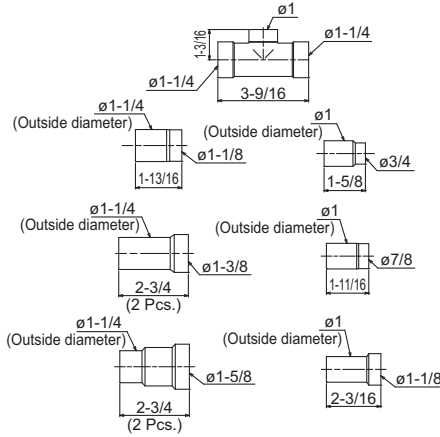 ø1
1-3/16
ø1-1/4
ø1-1/4
3-9/16
ø1-1/4
(Outside diameter)
ø1-1/8
1-13/16
ø1
(Outside diameter)
ø3/4
1-5/8
ø1-1/4
(Outside diameter)
ø1-3/8
2-3/4
(2 Pcs.)
ø1
(Outside diameter)
ø7/8
1-11/16
ø1-1/4
(Outside diameter)
ø1-5/8
2-3/4
(2 Pcs.)
ø1
(Outside diameter)
ø1-1/8
2-3/16